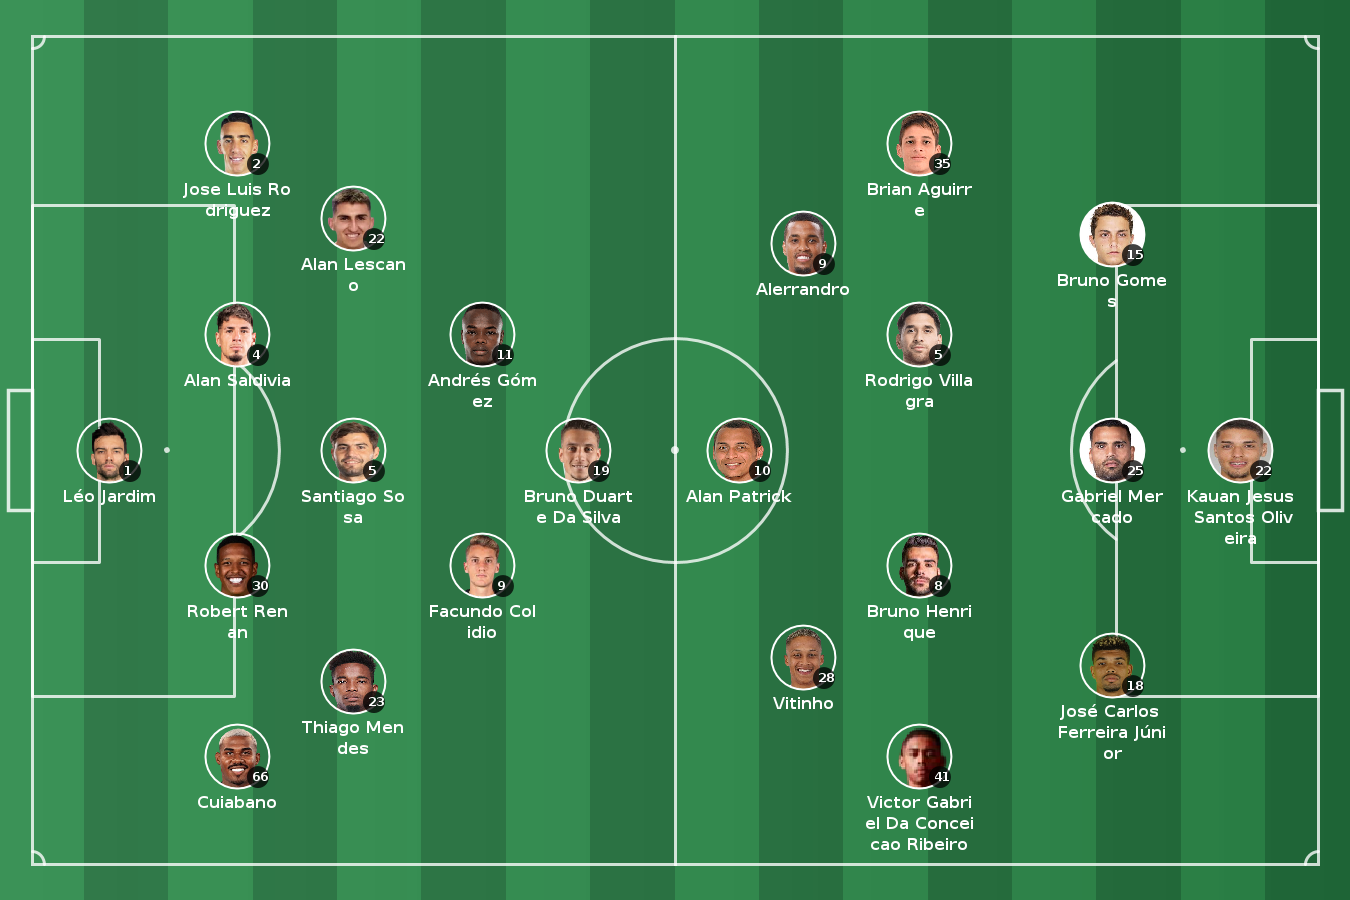 2
Jose Luis Ro
driguez
22
Alan Lescan
o
4
Alan Saldivia
11
Andrés Góm
ez
1
Léo Jardim
5
Santiago So
sa
19
Bruno Duart
e Da Silva
30
Robert Ren
an
9
Facundo Col
idio
23
Thiago Men
des
66
Cuiabano
35
Brian Aguirr
e
9
Alerrandro
15
Bruno Gome
s
5
Rodrigo Villa
gra
10
Alan Patrick
25
Gabriel Mer
cado
22
Kauan Jesus
Santos Oliv
eira
8
Bruno Henri
que
28
Vitinho
18
José Carlos
Ferreira Júni
or
41
Victor Gabri
el Da Concei
cao Ribeiro